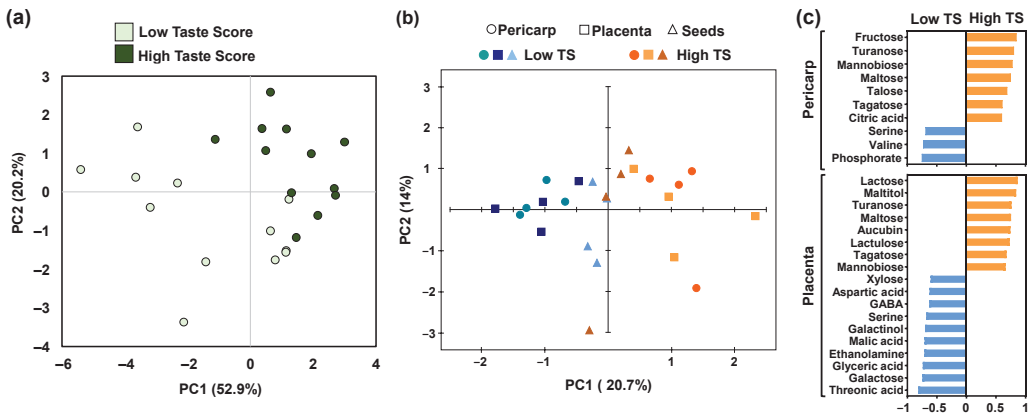 (a)
Low Taste Score
High Taste Score
3
2
1
0
−1
−2
−3
−4
PC2 (20.2%)
−6
−4
−2
0
2
4
PC1 (52.9%)
(b)
Pericarp
Placenta
Seeds
Low TS
High TS
3
2
1
−1
−2
−3
PC2 (14%)
−2
−1
1
2
PC1 ( 20.7%)
(c)
Low TS
High TS
Pericarp
Fructose
Turanose
Mannobiose
Maltose
Talose
Tagatose
Citric acid
Serine
Valine
Phosphorate
Placenta
Lactose
Maltitol
Turanose
Maltose
Aucubin
Lactulose
Tagatose
Mannobiose
Xylose
Aspartic acid
GABA
Serine
Galactinol
Malic acid
Ethanolamine
Glyceric acid
Galactose
Threonic acid
−1
−0.5
0
0.5
1